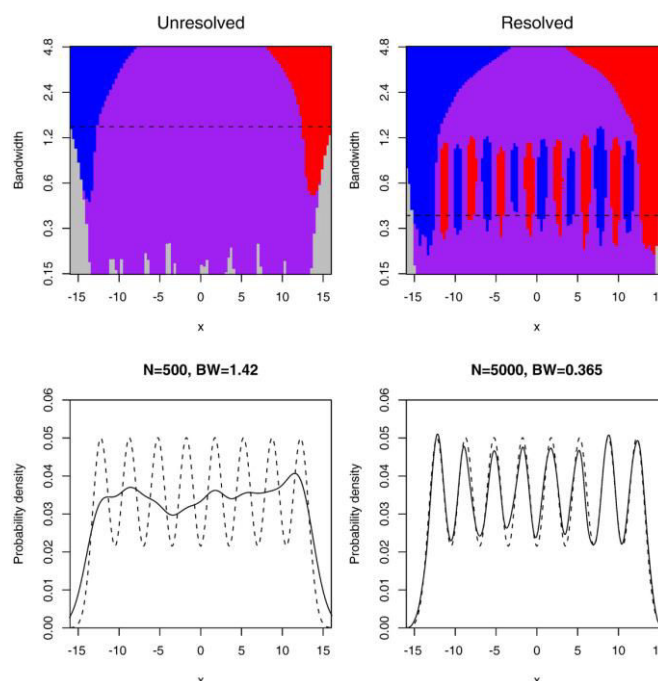 Unresolved
Resolved
Bandwidth
4.8
2.4
1.2
0.6
0.3
0.15
-15 -10 -5 0 5 10 15
x
Bandwidth
4.8
2.4
1.2
0.6
0.3
0.15
-15 -10 -5 0 5 10 15
x
N=500, BW=1.42
N=5000, BW=0.365
Probability density
0.06
0.05
0.04
0.03
0.02
0.01
0.00
-15 -10 -5 0 5 10 15
x
Probability density
0.06
0.05
0.04
0.03
0.02
0.01
0.00
-15 -10 -5 0 5 10 15
x